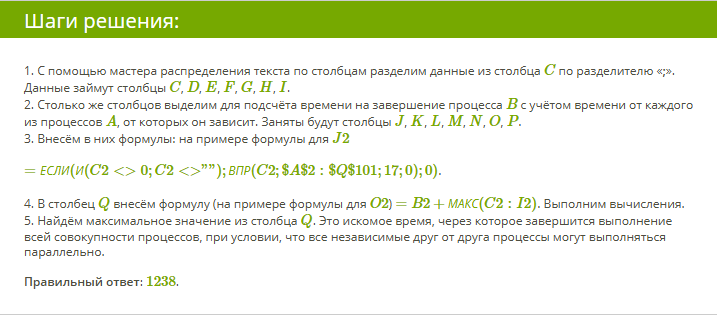 Шаги решения:
1. С помощью мастера распределения текста по столбцам разделим данные из столбца C по разделителю «;».
Данные займут столбцы C, D, E, F, G, H, I.
2. Столько же столбцов выделим для подсчёта времени на завершение процесса B с учётом времени от каждого
из процессов A, от которых он зависит. Заняты будут столбцы J, K, L, M, N, O, P.
3. Внесём в них формулы: на примере формулы для J2
= ЕСЛИ(И(C2 <> 0; C2 <>""); ВПР(C2; $A$2 : $Q$101; 17; 0); 0).
4. В столбец Q внесём формулу (на примере формулы для O2) = B2 + МАКС(C2 : I2). Выполним вычисления.
5. Найдём максимальное значение из столбца Q. Это искомое время, через которое завершится выполнение
всей совокупности процессов, при условии, что все независимые друг от друга процессы могут выполняться
параллельно.
Правильный ответ: 1238.